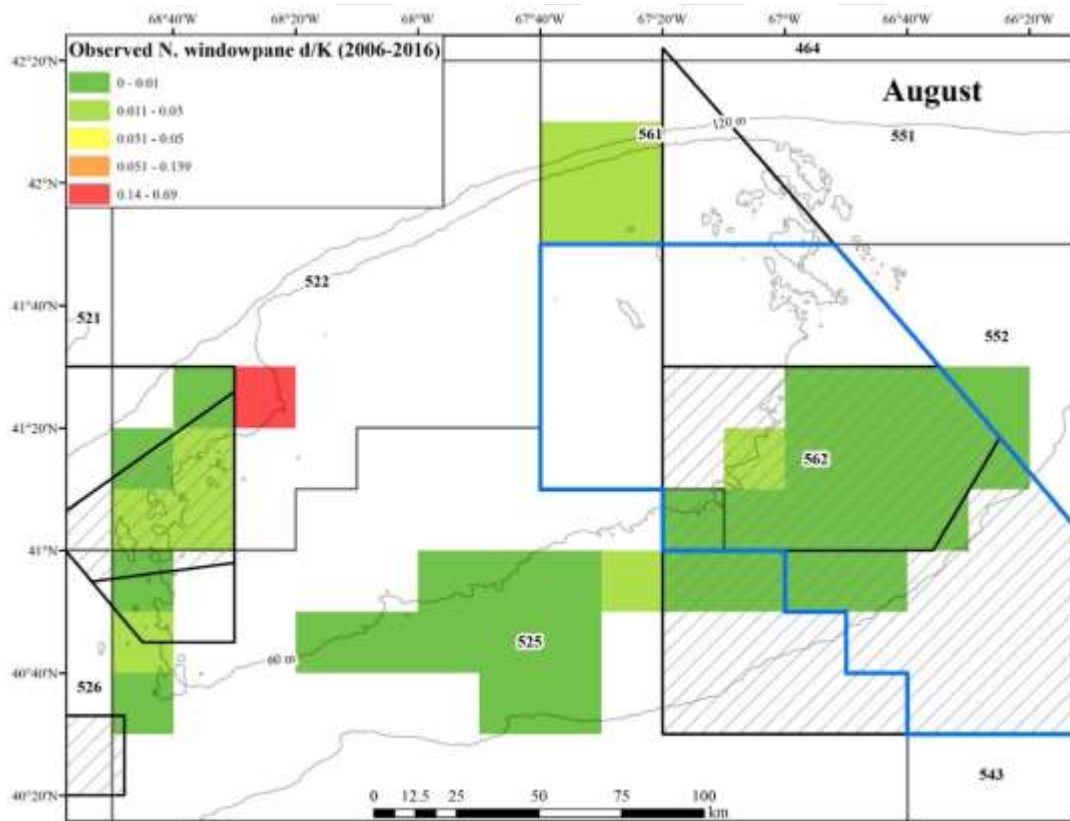 68°40'W 68°20'W 67°40'W 67°20'W 67°0'W 66°40'W 66°20'W
42°20'N
42°0'N
41°40'N
41°20'N
41°0'N
40°40'N
40°20'N
Observed N. windowpane d/K (2006-2016)
0 - 0.01
0.011 - 0.03
0.031 - 0.05
0.051 - 0.139
0.14 - 0.69
464
August
120 m
561
551
522
521
552
562
525
60 m
526
543
0 12.5 25 50 75 100
km